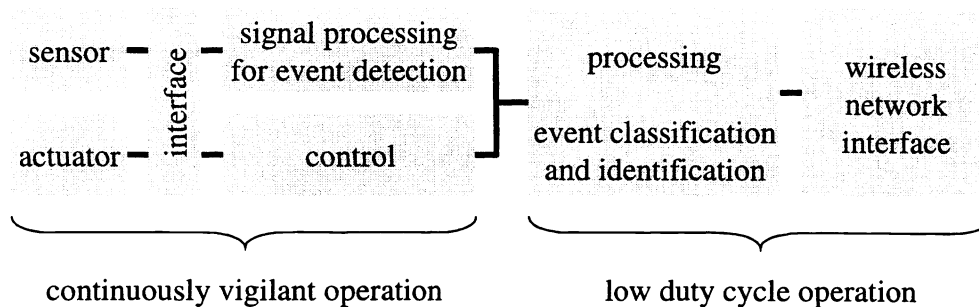 sensor
actuator
interface
signal processing
for event detection
control
processing
event classification
and identification
wireless
network
interface
continuously vigilant operation
low duty cycle operation